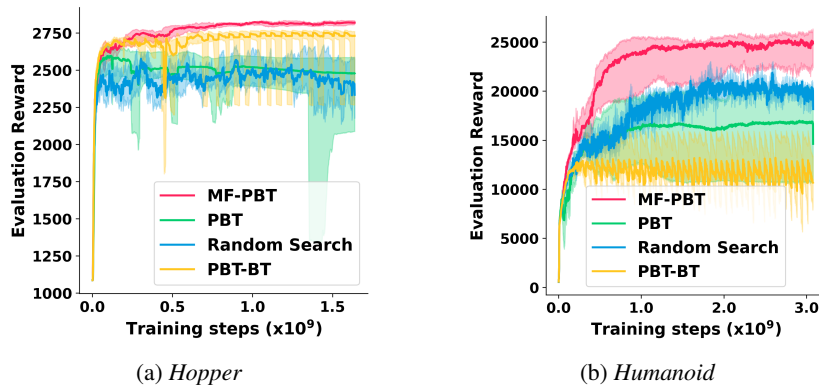 2750
2500
2250
2000
1750
1500
1250
1000
Evaluation Reward
MF-PBT
PBT
Random Search
PBT-BT
0.0 0.5 1.0 1.5
Training steps (x10⁹)
(a) Hopper
25000
20000
15000
10000
5000
0
Evaluation Reward
MF-PBT
PBT
Random Search
PBT-BT
0.0 1.0 2.0 3.0
Training steps (x10⁹)
(b) Humanoid